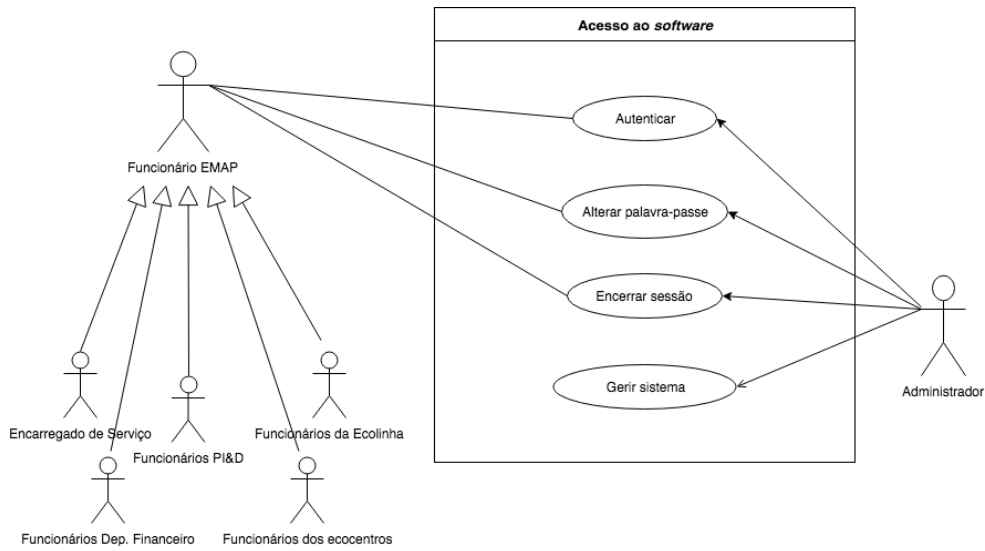 Acesso ao software
Autenticar
Funcionário EMAP
Alterar palavra-passe
Encerrar sessão
Gerir sistema
Administrador
Encarregado de Serviço
Funcionários da Ecolinha
Funcionários PI&D
Funcionários Dep. Financeiro
Funcionários dos ecocentros